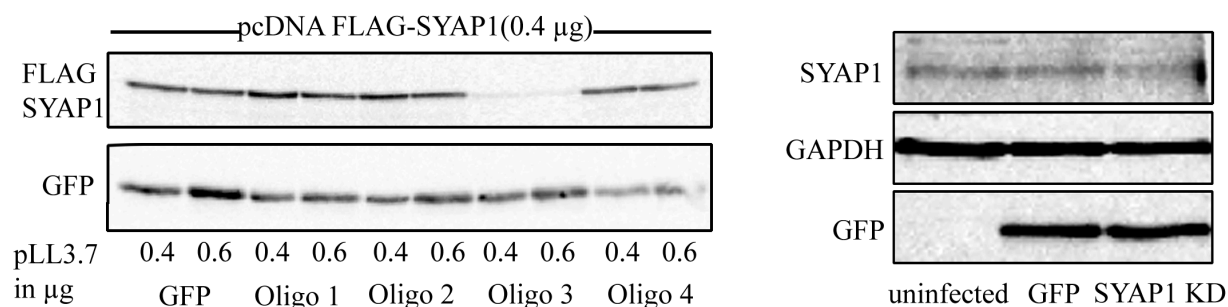 pcDNA FLAG-SYAP1(0.4 µg)
FLAG
SYAP1
GFP
pLL3.7
in µg
0.4 0.6 0.4 0.6 0.4 0.6 0.4 0.6 0.4 0.6
GFP Oligo 1 Oligo 2 Oligo 3 Oligo 4
SYAP1
GAPDH
GFP
uninfected GFP SYAP1 KD